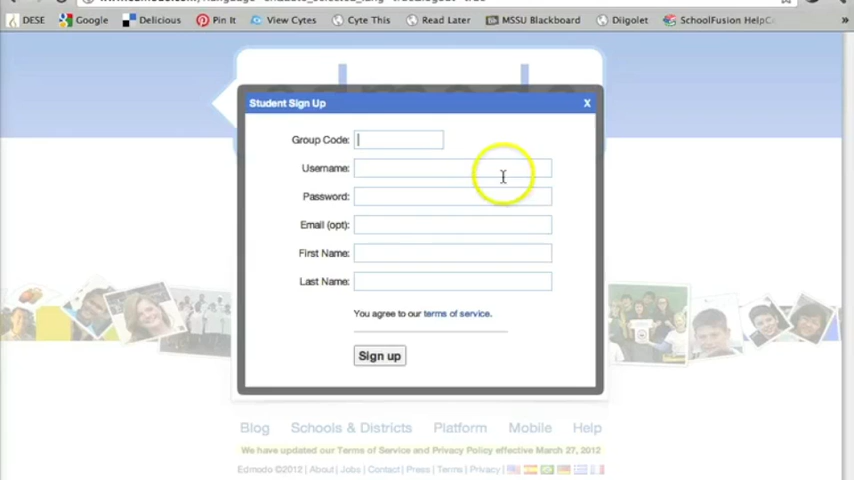 DESE Google Delicious Pin It View Cytes Cyte This Read Later MSSU Blackboard Diigolet SchoolFusion HelpC
Student Sign Up X
Group Code:
Username:
Password:
Email (opt):
First Name:
Last Name:
You agree to our terms of service.
Sign up
Blog Schools & Districts Platform Mobile Help
We have updated our Terms of Service and Privacy Policy effective March 27, 2012
Edmodo ©2012 | About | Jobs | Contact | Press | Terms | Privacy |